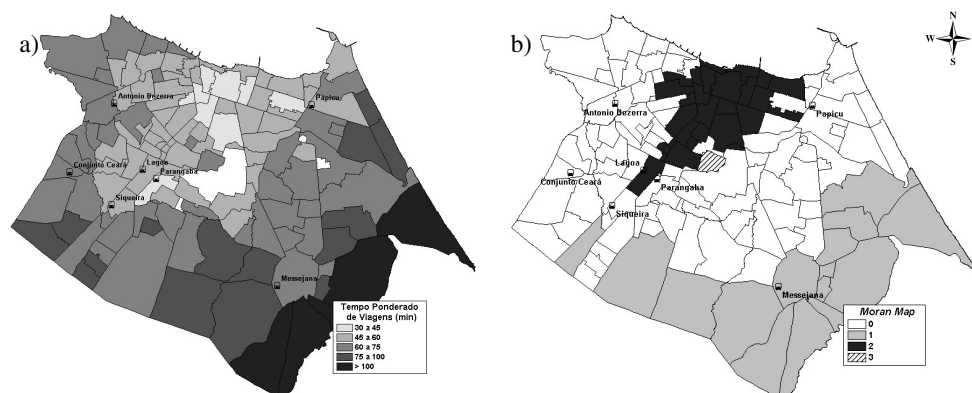 a)
Antonio Bezerra
Papicu
Conjunto Ceará
Lagoa
Parangaba
Siqueira
Messejana
Tempo Ponderado
de Viagens (min)
30 a 45
45 a 60
60 a 75
75 a 100
> 100
b)
N
W
E
S
Antonio Bezerra
Papicu
Lagoa
Conjunto Ceará
Parangaba
Siqueira
Messejana
Moran Map
0
1
2
3